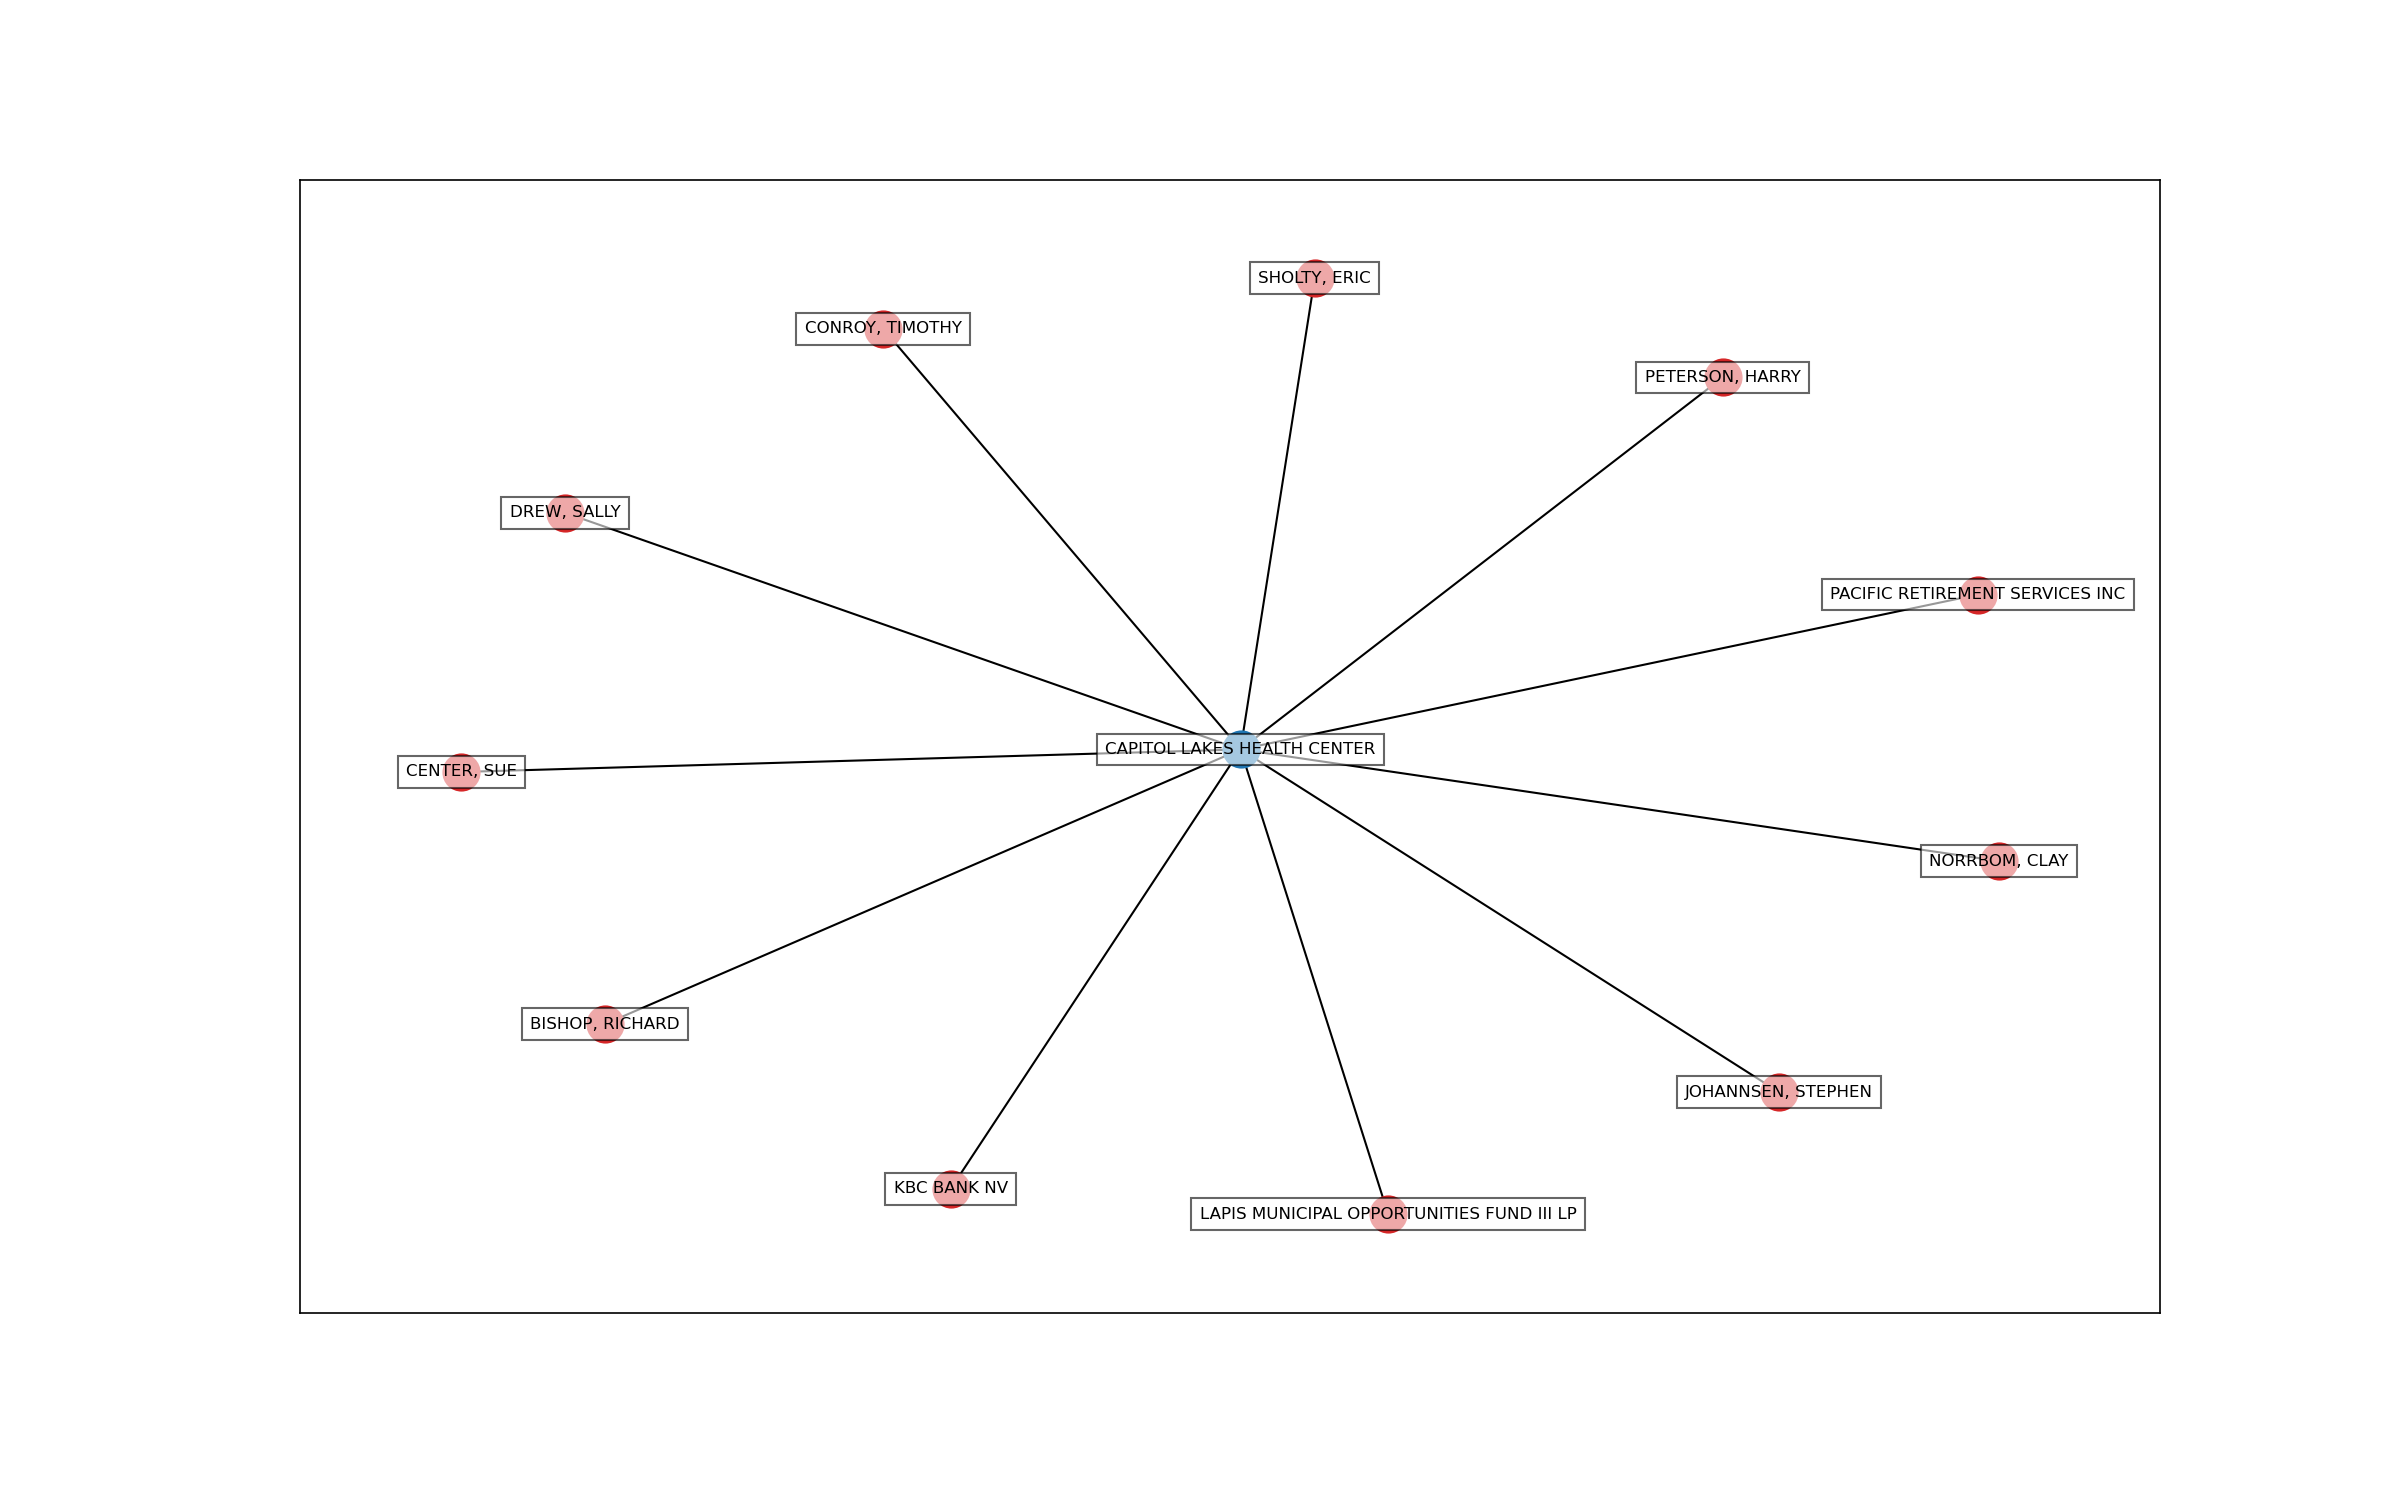 SHOLTY, ERIC
CONROY, TIMOTHY
PETERSON, HARRY
DREW, SALLY
PACIFIC RETIREMENT SERVICES INC
CAPITOL LAKES HEALTH CENTER
CENTER, SUE
NORRBOM, CLAY
BISHOP, RICHARD
JOHANNSEN, STEPHEN
KBC BANK NV
LAPIS MUNICIPAL OPPORTUNITIES FUND III LP